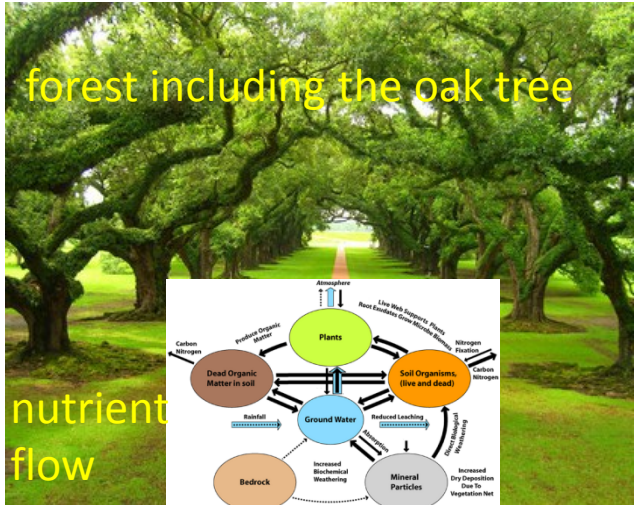 forest including the oak tree
Atmosphere
Live Web Supports Plants
Root Exudates Grow Microbe Biomass
Plants
Produce Organic
Matter
Nitrogen
Fixation
Carbon
Nitrogen
Dead Organic
Matter in soil
Soil Organisms,
(live and dead)
Carbon
Nitrogen
nutrient
flow
Rainfall
Ground Water
Reduced Leaching
Absorption
Direct Biological
Weathering
Increased
Biochemical
Weathering
Bedrock
Mineral
Particles
Increased
Dry Deposition
Due To
Vegetation Net